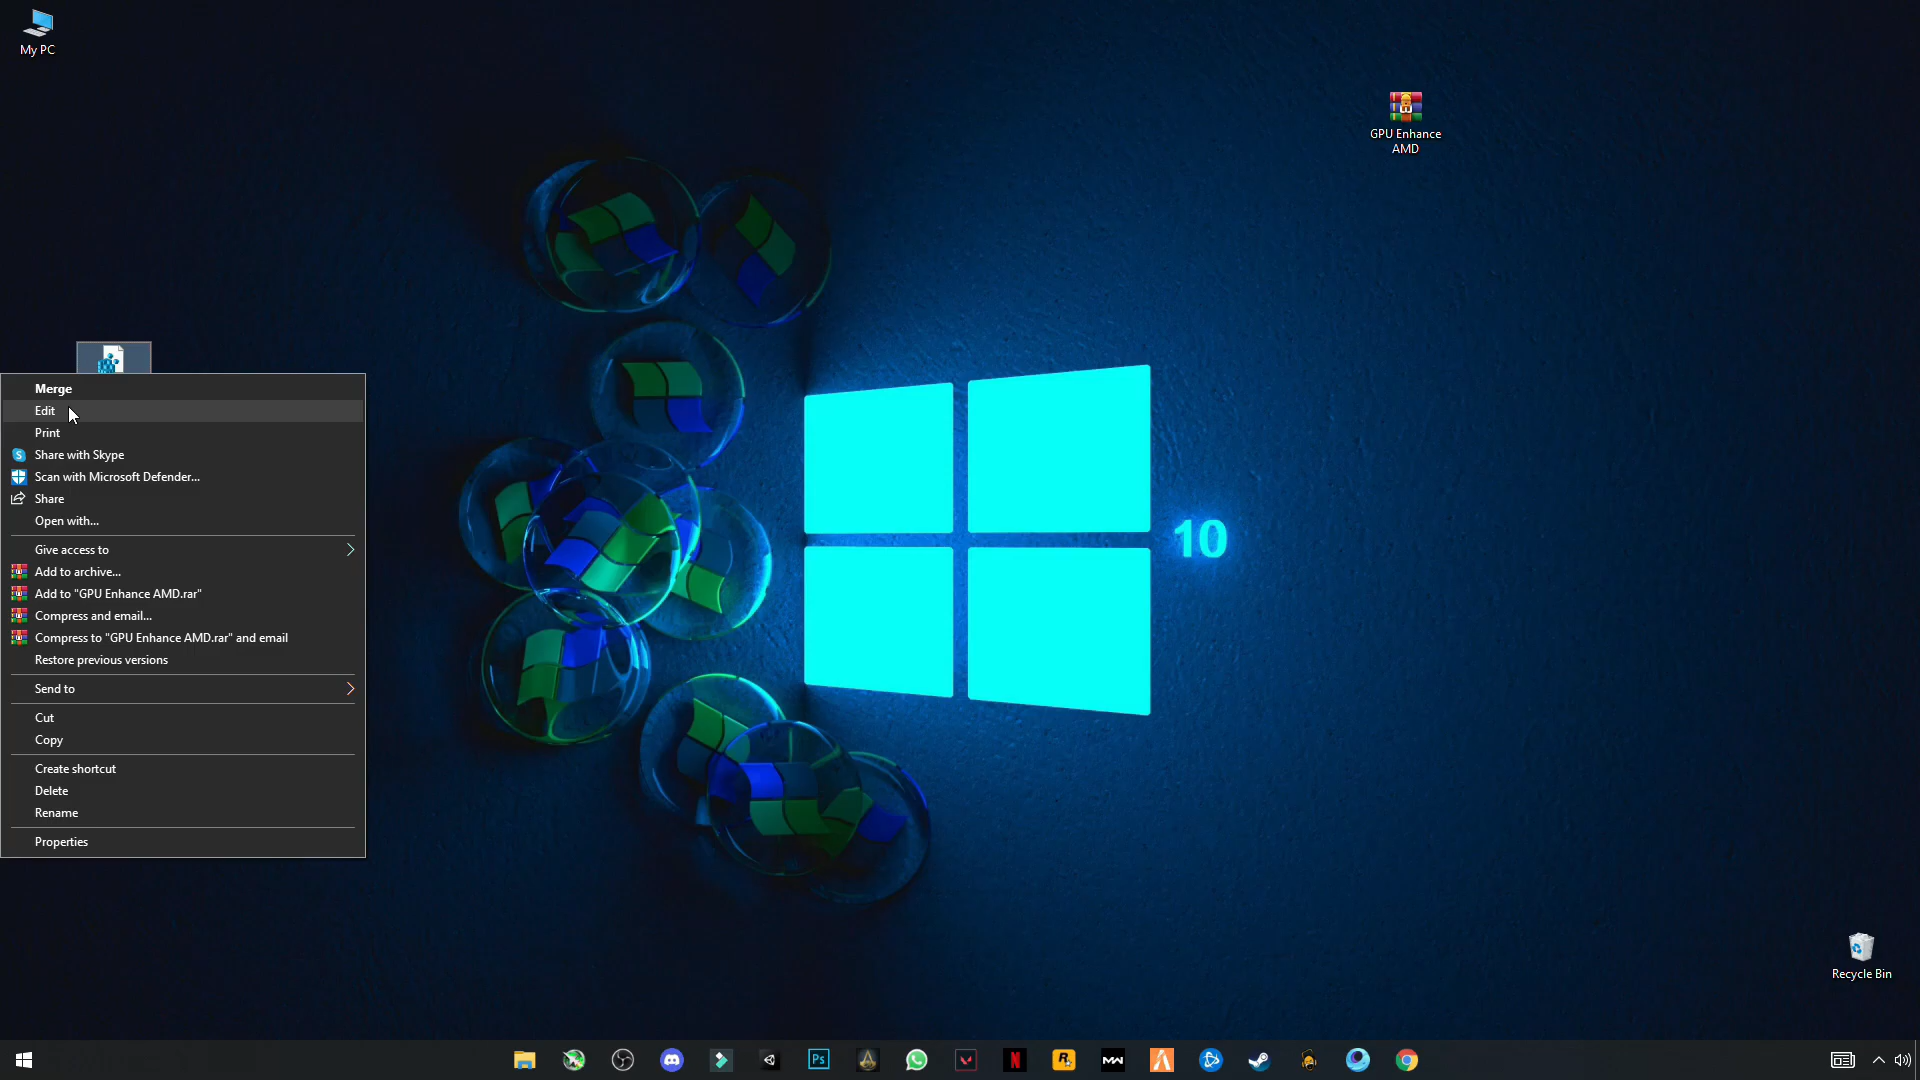 My PC
GPU Enhance
AMD
Merge
Edit
Print
S Share with Skype
Scan with Microsoft Defender...
Share
Open with...
Give access to
Add to archive...
Add to "GPU Enhance AMD.rar"
Compress and email...
Compress to "GPU Enhance AMD.rar" and email
Restore previous versions
Send to
Cut
Copy
Create shortcut
Delete
Rename
Properties
10
Recycle Bin
Ps
N
R
MW